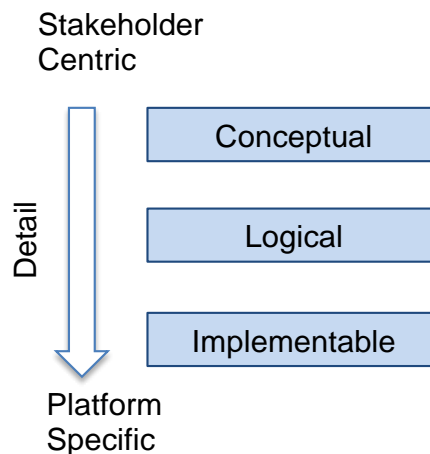 Stakeholder
Centric
Conceptual
Detail
Logical
Implementable
Platform
Specific